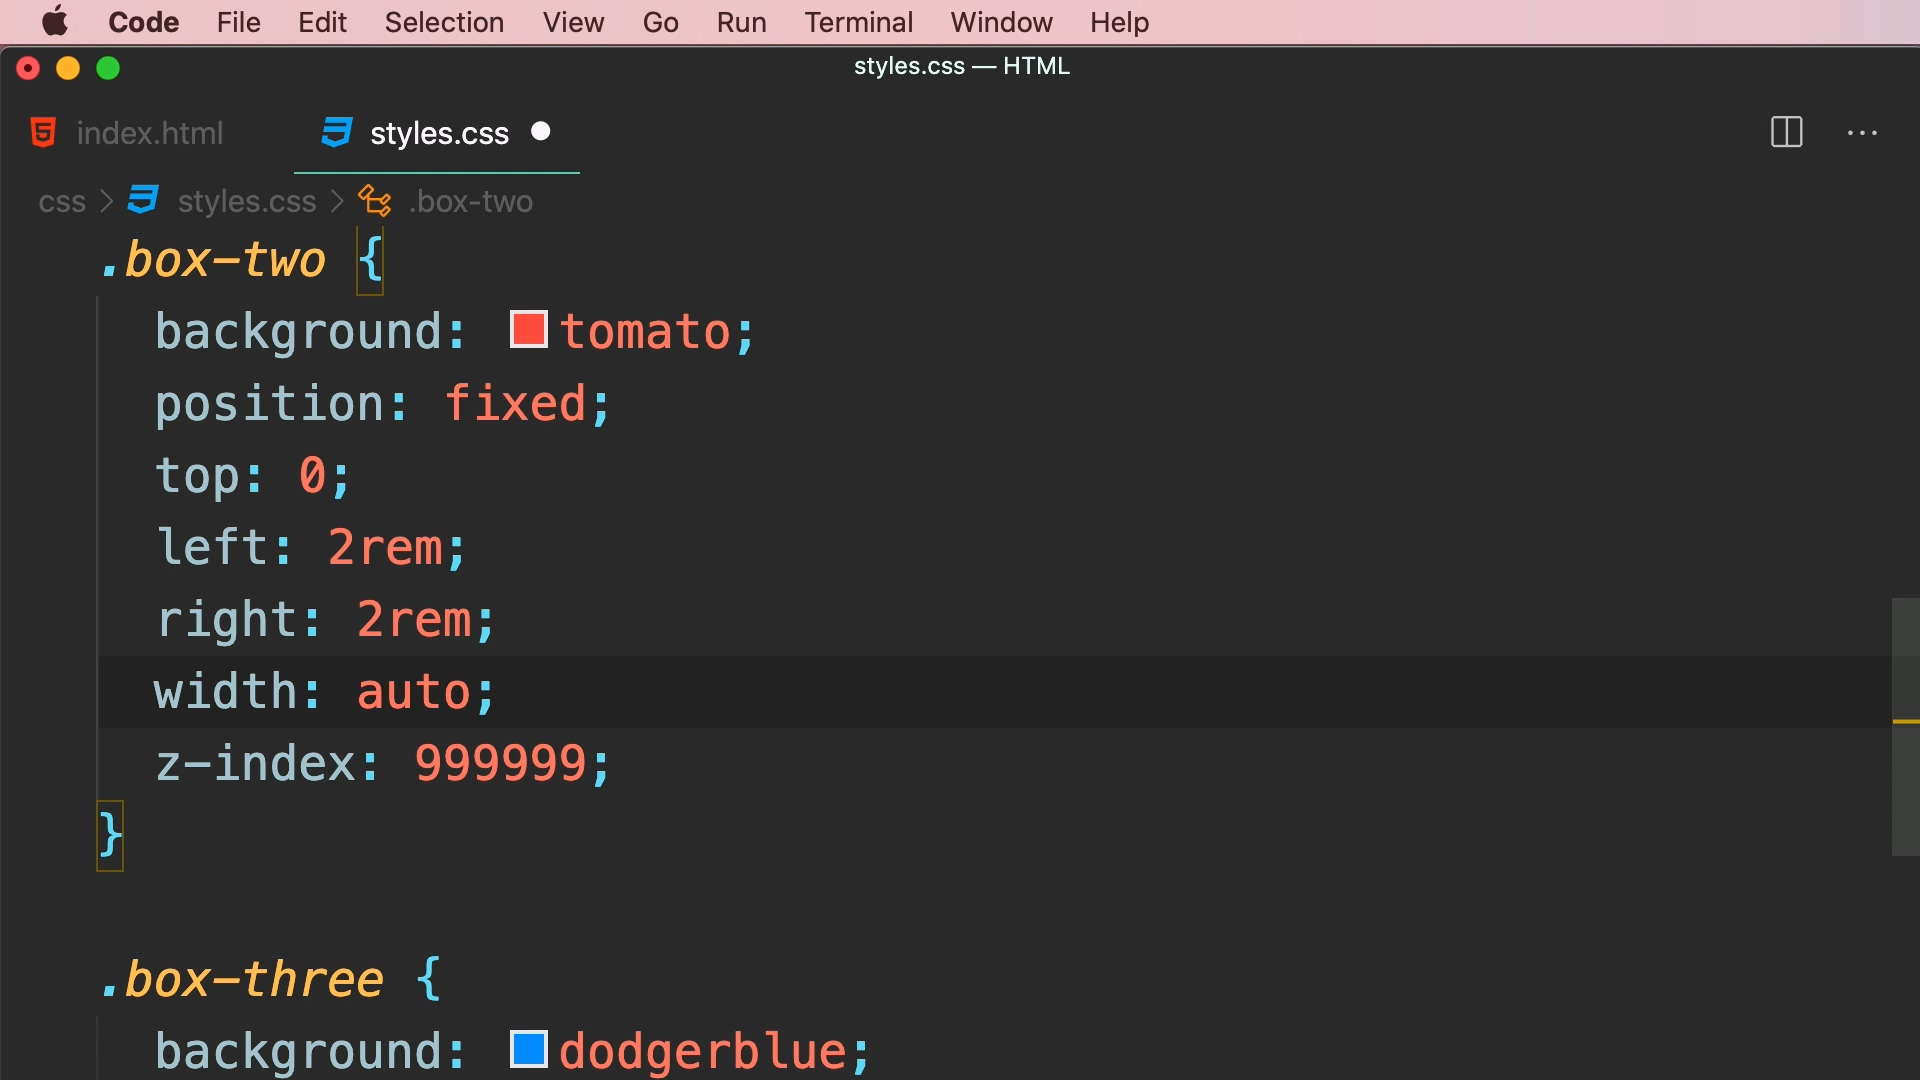 Code File Edit Selection View Go Run Terminal Window Help
styles.css — HTML
index.html styles.css
css > styles.css > .box-two
.box-two {
background: tomato;
position: fixed;
top: 0;
left: 2rem;
right: 2rem;
width: auto;
z-index: 999999;
}
.box-three {
background: dodgerblue;